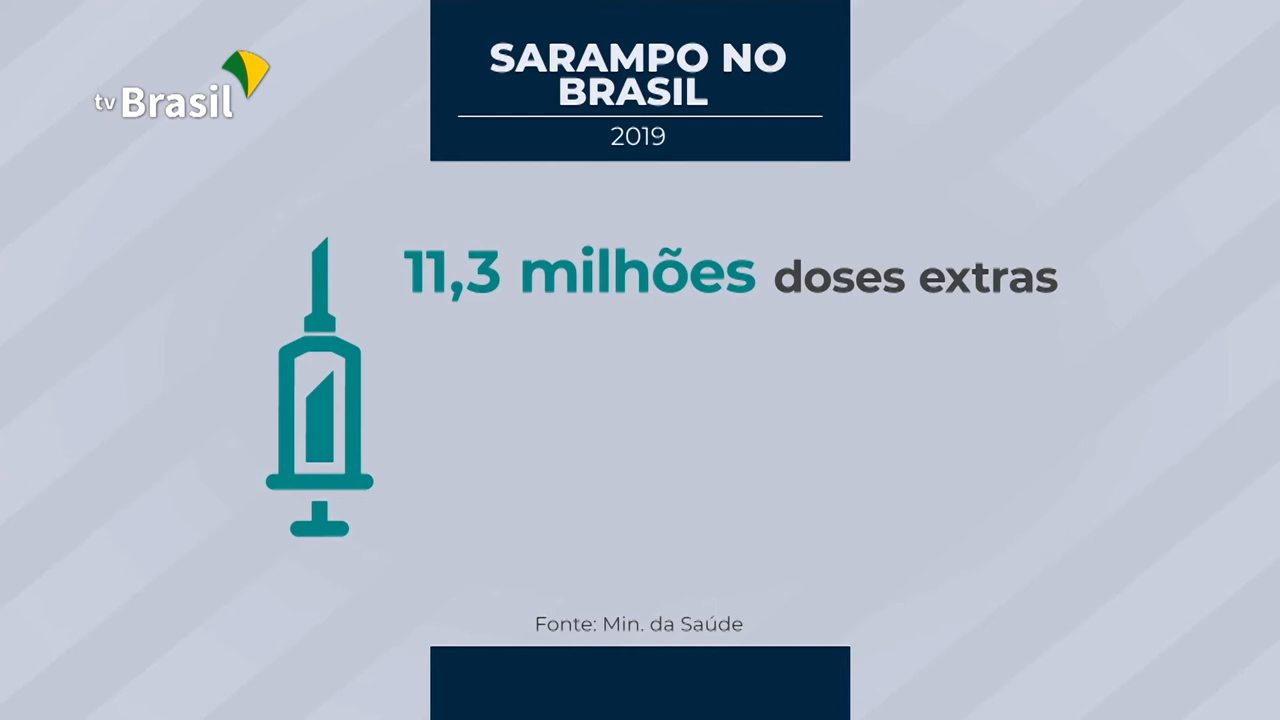 tv Brasil
SARAMPO NO
BRASIL
2019
11,3 milhões doses extras
Fonte: Min. da Saúde